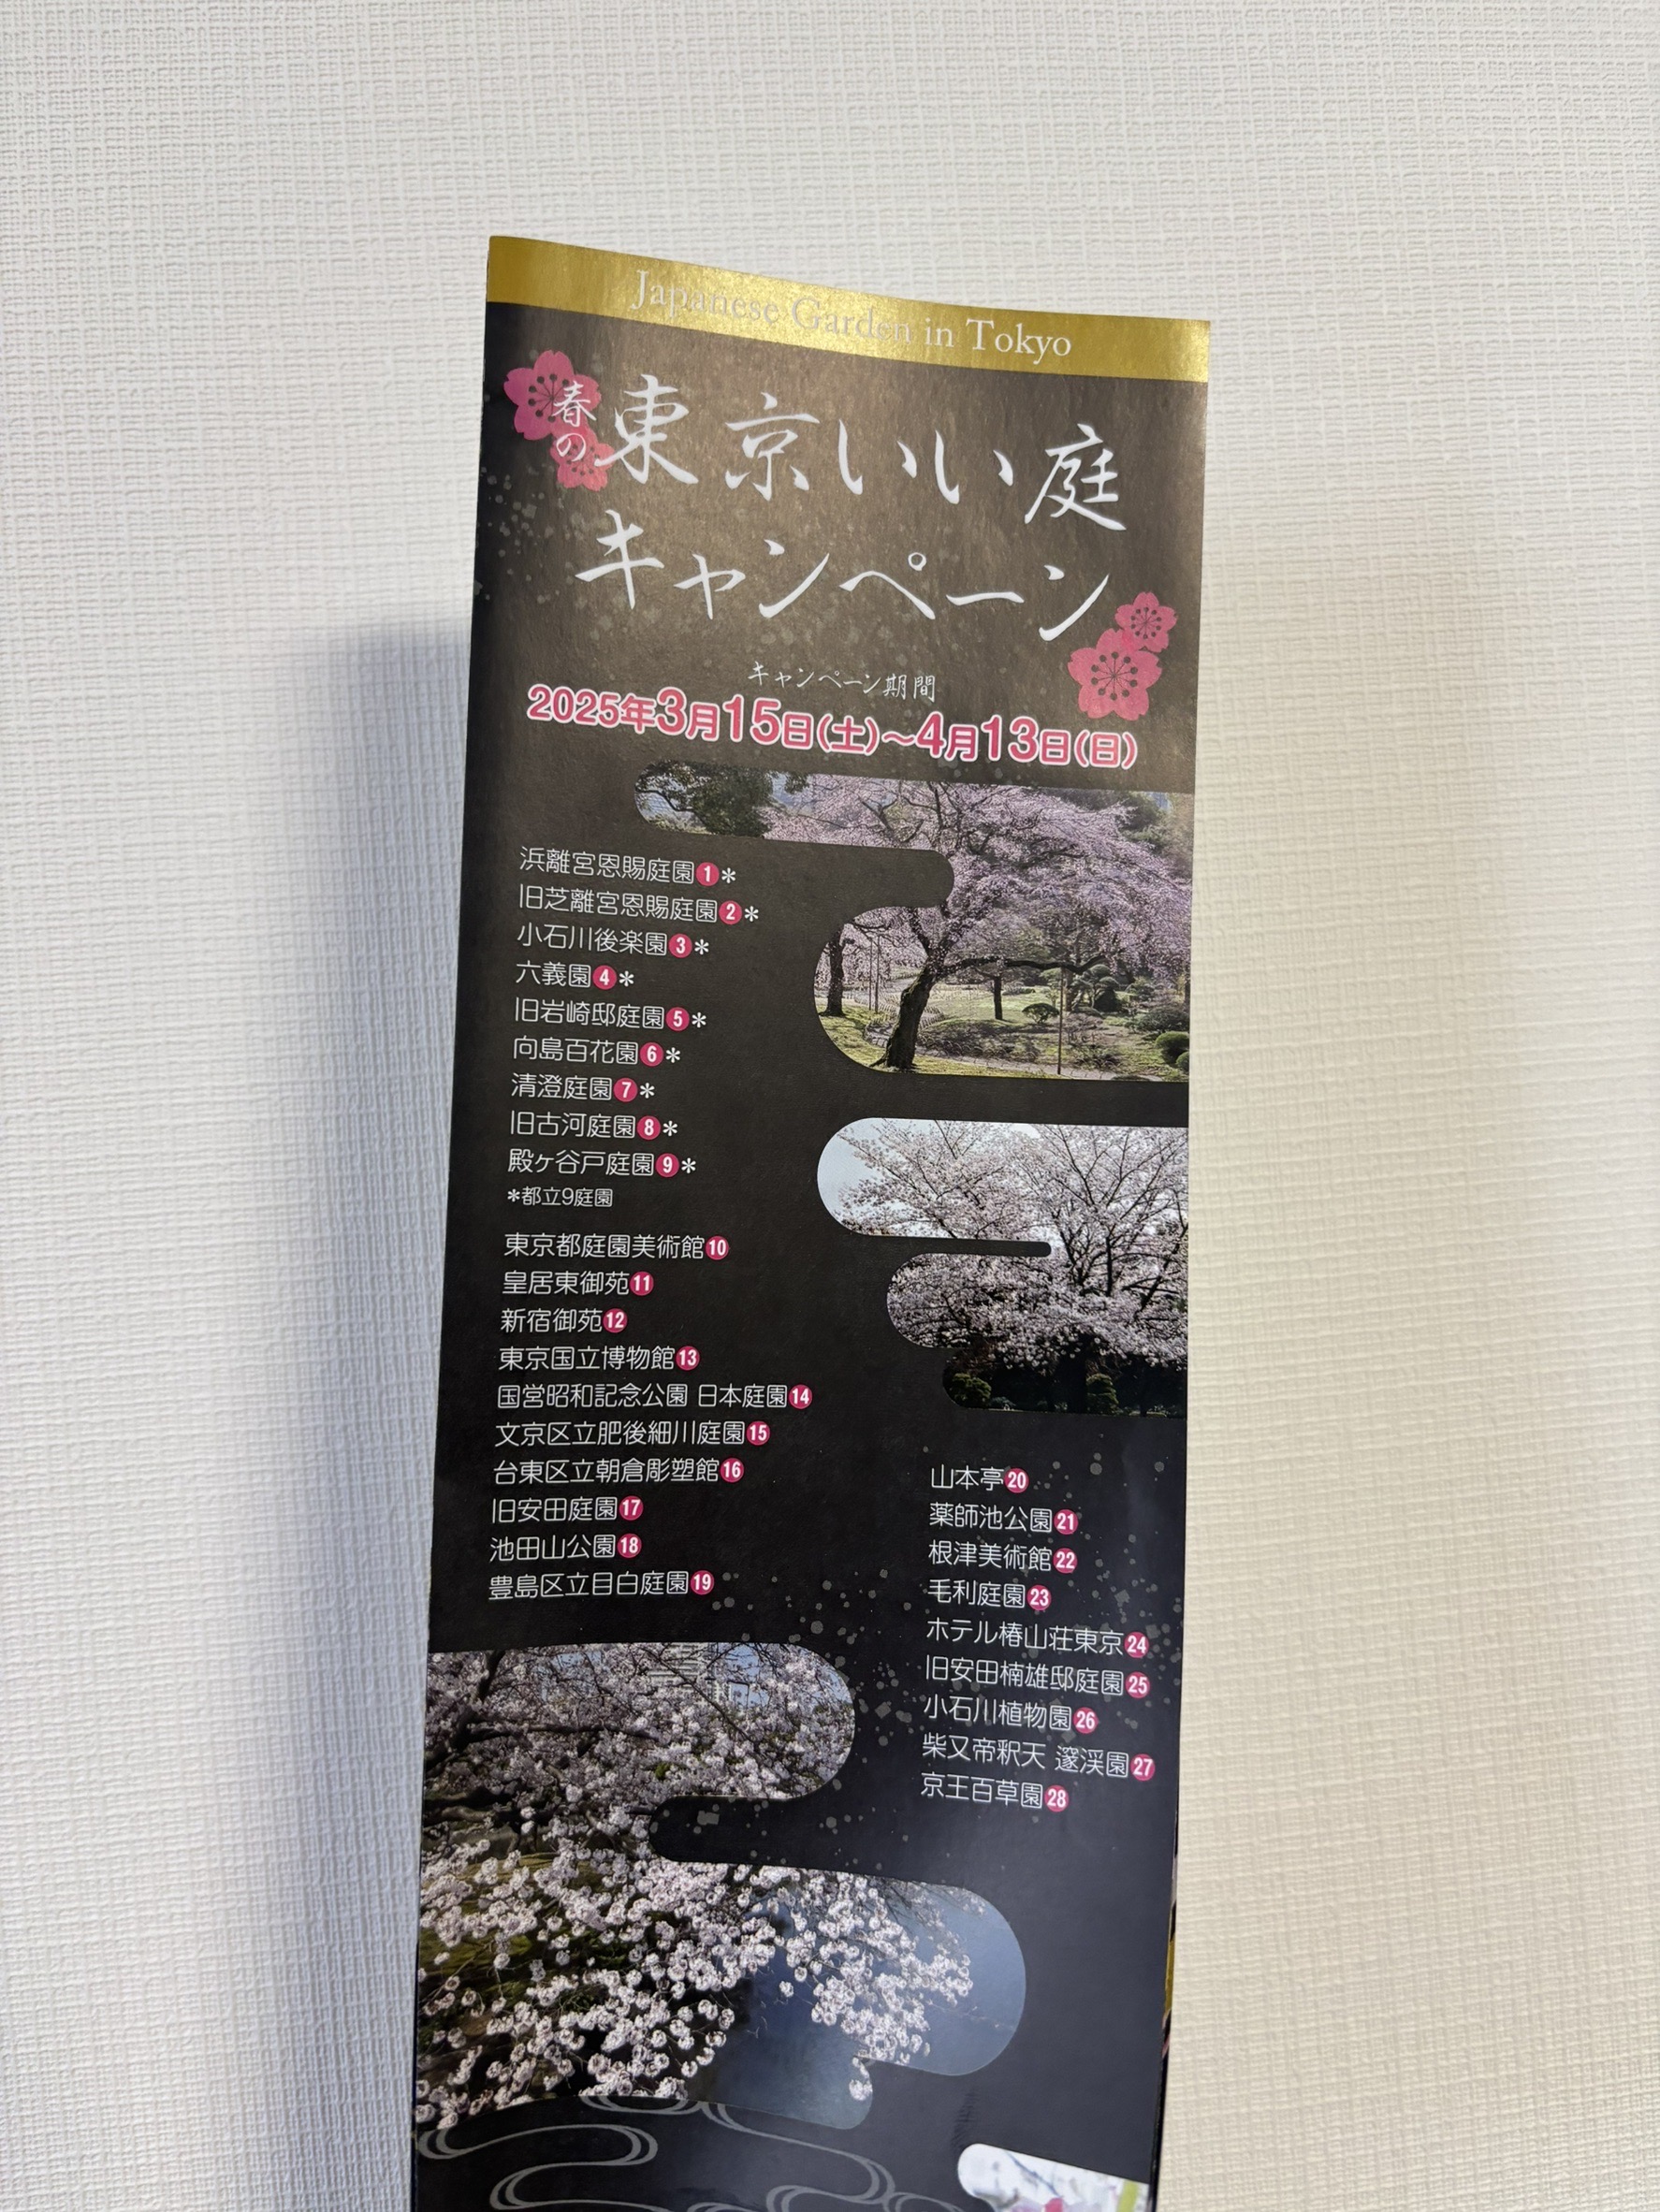 Japanese Garden in Tokyo
春の東京いい庭
キャンペーン
キャンペーン期間
2025年3月15日(土)〜4月13日(日)
浜離宮恩賜庭園1*
旧芝離宮恩賜庭園2*
小石川後楽園3*
六義園4*
旧岩崎邸庭園5*
向島百花園6*
清澄庭園7*
旧古河庭園8*
殿ヶ谷戸庭園9*
*都立9庭園
東京都庭園美術館10
皇居東御苑11
新宿御苑12
東京国立博物館13
国営昭和記念公園 日本庭園14
文京区立肥後細川庭園15
台東区立朝倉彫塑館16
旧安田庭園17
池田山公園18
豊島区立目白庭園19
山本亭20
薬師池公園21
根津美術館22
毛利庭園23
ホテル椿山荘東京24
旧安田楠雄邸庭園25
小石川植物園26
柴又帝釈天 邃渓園27
京王百草園28